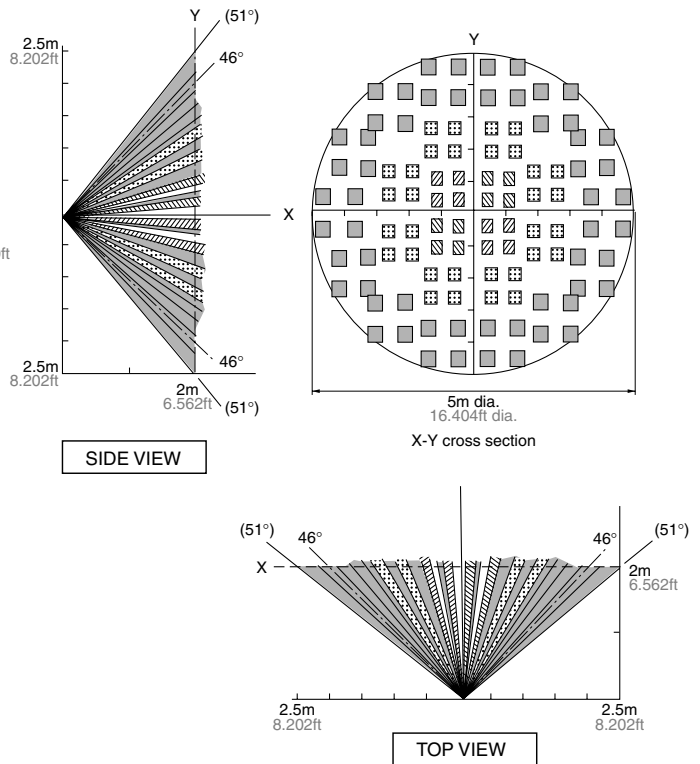 Y
(51°)
2.5m
8.202ft
46°
X
ft
46°
2.5m
8.202ft
2m
6.562ft
(51°)
SIDE VIEW
Y
5m dia.
16.404ft dia.
X-Y cross section
(51°)
46°
X
46°
(51°)
2m
6.562ft
2.5m
8.202ft
2.5m
8.202ft
TOP VIEW